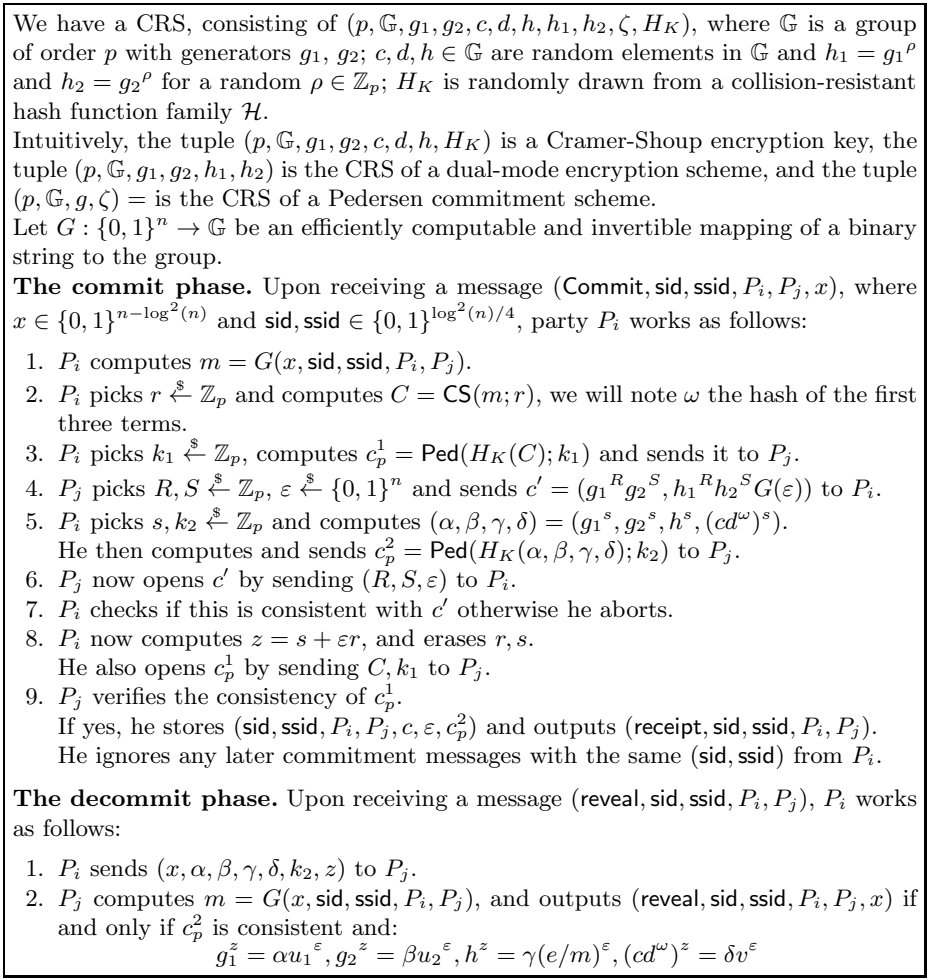 We have a CRS, consisting of (p, 𝔾, g₁, g₂, c, d, h, h₁, h₂, ζ, H_K), where 𝔾 is a group
of order p with generators g₁, g₂; c, d, h ∈ 𝔾 are random elements in 𝔾 and h₁ = g₁^ρ
and h₂ = g₂^ρ for a random ρ ∈ ℤ_p; H_K is randomly drawn from a collision-resistant
hash function family ℋ.
Intuitively, the tuple (p, 𝔾, g₁, g₂, c, d, h, H_K) is a Cramer-Shoup encryption key, the
tuple (p, 𝔾, g₁, g₂, h₁, h₂) is the CRS of a dual-mode encryption scheme, and the tuple
(p, 𝔾, g, ζ) = is the CRS of a Pedersen commitment scheme.
Let G : {0, 1}^n → 𝔾 be an efficiently computable and invertible mapping of a binary
string to the group.
The commit phase. Upon receiving a message (Commit, sid, ssid, P_i, P_j, x), where
x ∈ {0, 1}^{n−log²(n)} and sid, ssid ∈ {0, 1}^{log²(n)/4}, party P_i works as follows:
1. P_i computes m = G(x, sid, ssid, P_i, P_j).
2. P_i picks r ←$ ℤ_p and computes C = CS(m; r), we will note ω the hash of the first
three terms.
3. P_i picks k₁ ←$ ℤ_p, computes c_p^1 = Ped(H_K(C); k₁) and sends it to P_j.
4. P_j picks R, S ←$ ℤ_p, ε ←$ {0, 1}^n and sends c′ = (g₁^R g₂^S, h₁^R h₂^S G(ε)) to P_i.
5. P_i picks s, k₂ ←$ ℤ_p and computes (α, β, γ, δ) = (g₁^s, g₂^s, h^s, (cd^ω)^s).
He then computes and sends c_p^2 = Ped(H_K(α, β, γ, δ); k₂) to P_j.
6. P_j now opens c′ by sending (R, S, ε) to P_i.
7. P_i checks if this is consistent with c′ otherwise he aborts.
8. P_i now computes z = s + εr, and erases r, s.
He also opens c_p^1 by sending C, k₁ to P_j.
9. P_j verifies the consistency of c_p^1.
If yes, he stores (sid, ssid, P_i, P_j, c, ε, c_p^2) and outputs (receipt, sid, ssid, P_i, P_j).
He ignores any later commitment messages with the same (sid, ssid) from P_i.
The decommit phase. Upon receiving a message (reveal, sid, ssid, P_i, P_j), P_i works
as follows:
1. P_i sends (x, α, β, γ, δ, k₂, z) to P_j.
2. P_j computes m = G(x, sid, ssid, P_i, P_j), and outputs (reveal, sid, ssid, P_i, P_j, x) if
and only if c_p^2 is consistent and:
g₁^z = αu₁^ε, g₂^z = βu₂^ε, h^z = γ(e/m)^ε, (cd^ω)^z = δv^ε